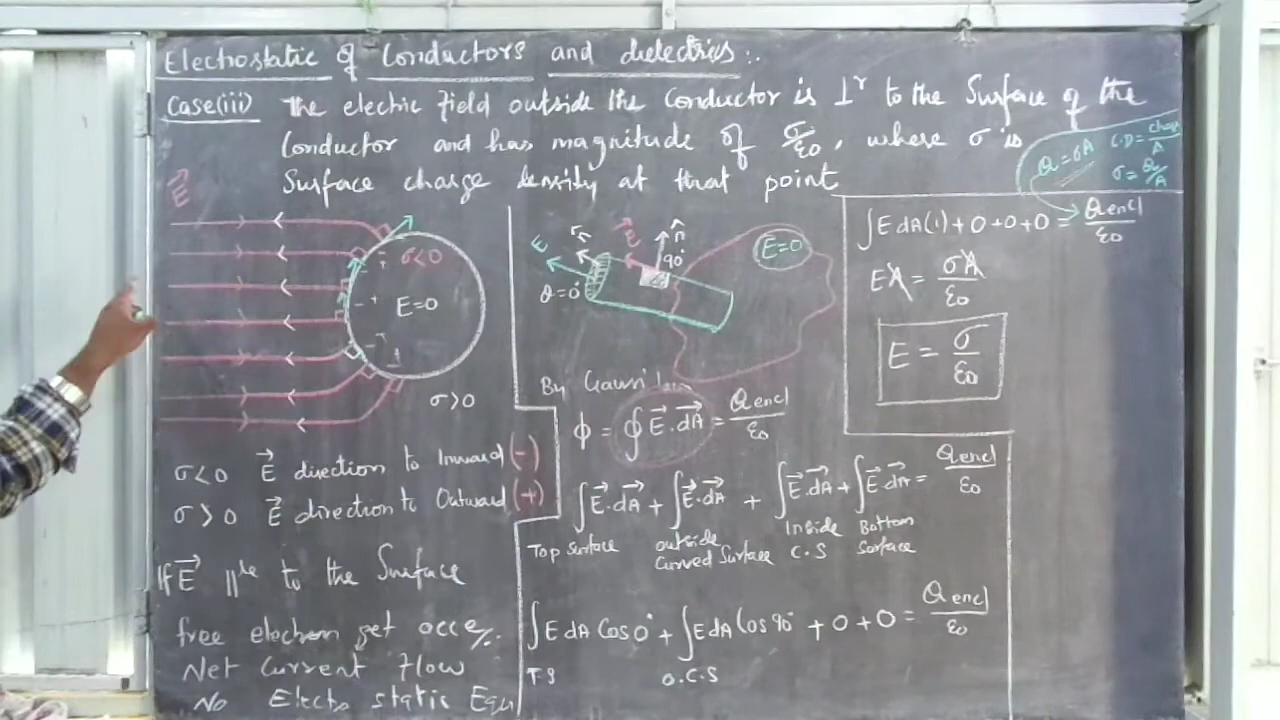 Electrostatic of Conductors and dielectrics :.
Case(iii) The electric field outside the Conductor is ⊥r to the Surface of the
Conductor and has magnitude of σ/ε0, where σ is
Surface charge density at that point
Q = σA
C.D = charge/A
σ = Q/A
E⃗
σ<0
E=0
σ>0
σ<0 E⃗ direction to Inward (-)
σ>0 E⃗ direction to Outward (+)
If E⃗ ||le to the Surface
free electron get acce/.
Net Current Flow
No Electro static Equ
E⃗ n̂ E⃗ n̂
90°
θ=0°
E=0
By Gauss's law
ϕ = ∮ E⃗.dA⃗ = Qencl/ε0
∫E⃗.dA⃗ + ∫E⃗.dA⃗ + ∫E⃗.dA⃗ + ∫E⃗.dA⃗ = Qencl/ε0
Top surface outside Curved Surface Inside C.S Bottom Surface
∫E dA Cos0° + ∫E dA Cos90° + 0 + 0 = Qencl/ε0
T.S O.C.S
∫E dA(1) + 0+0+0 = Qencl/ε0
EA = σA/ε0
E = σ/ε0